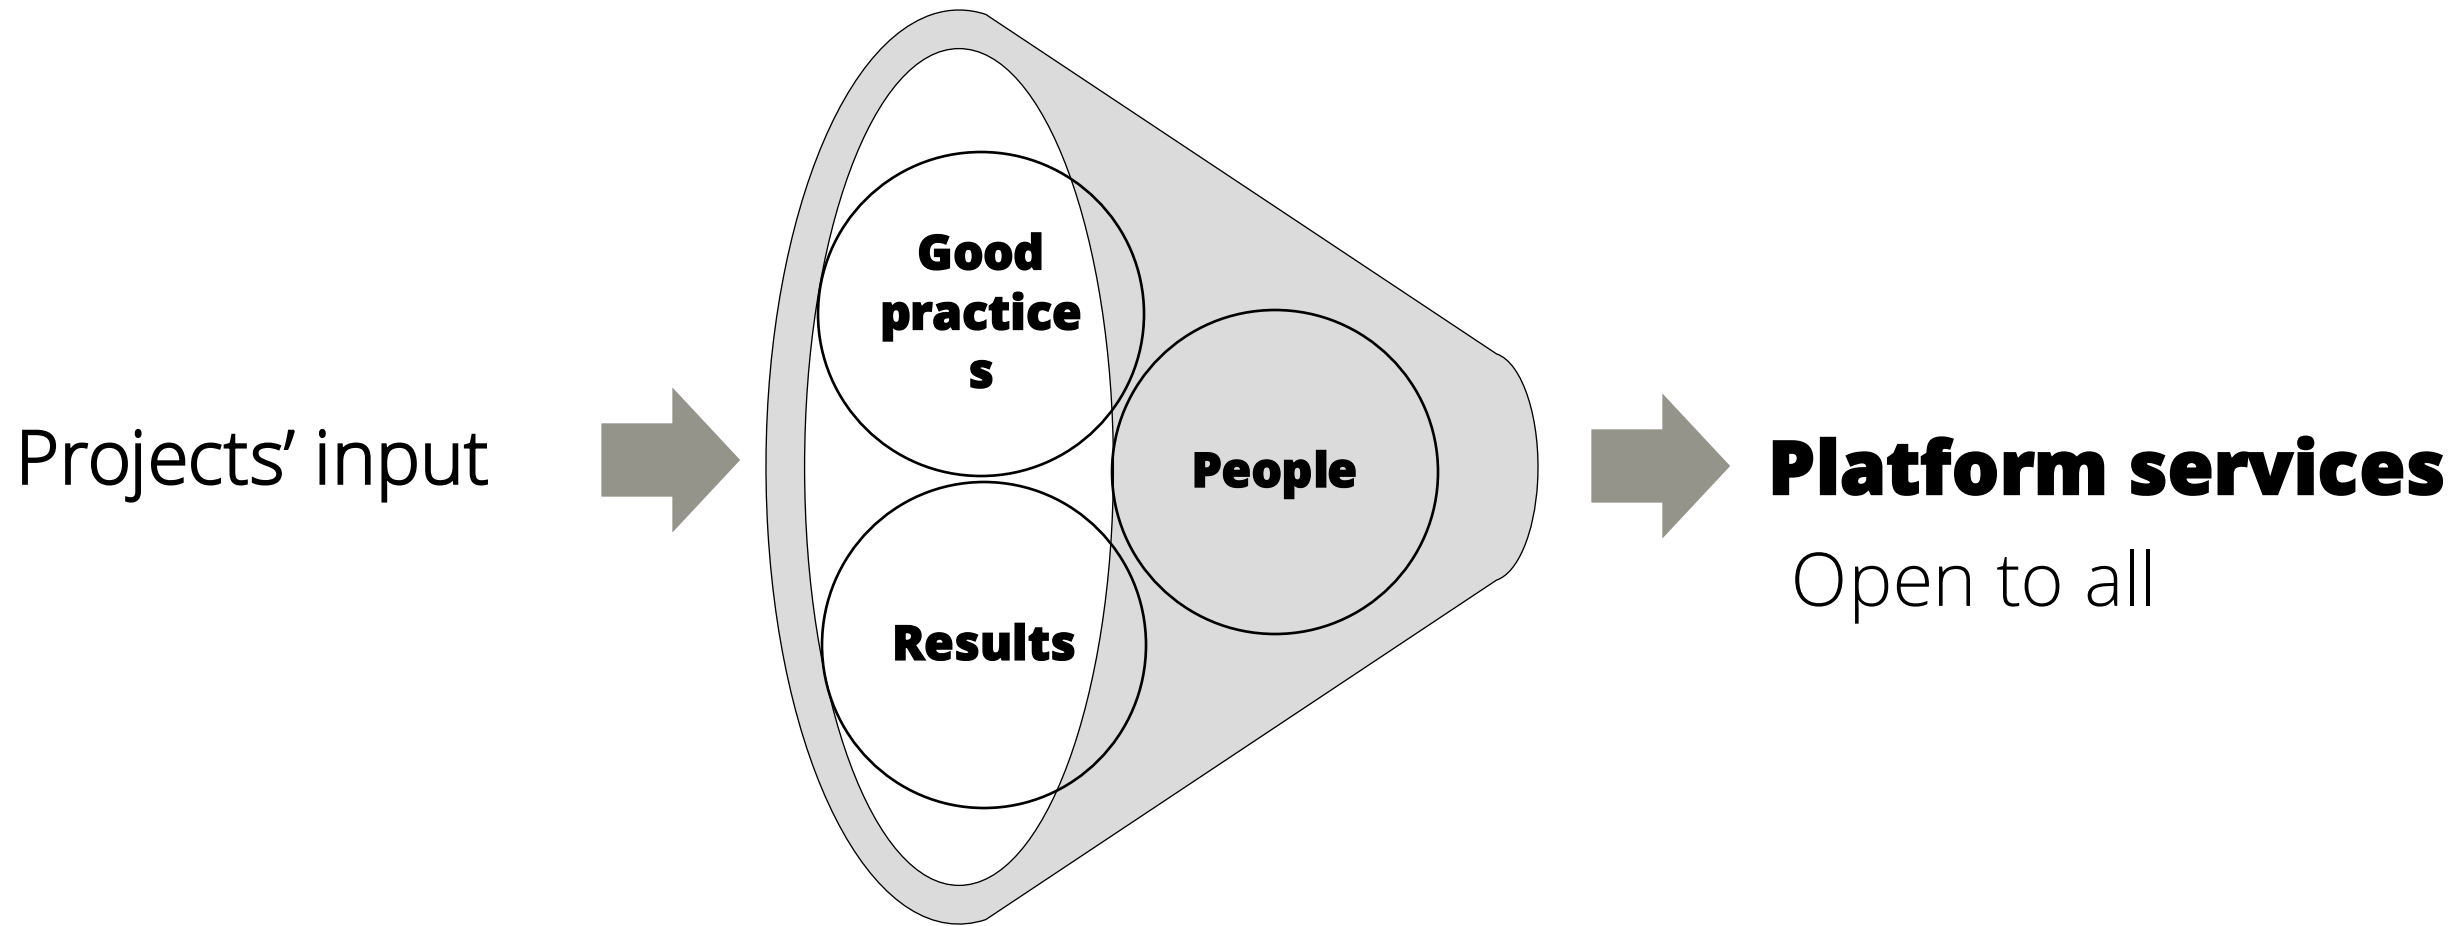 Projects’ input
Good
practice
s
Results
People
Platform services
Open to all